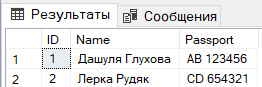 Результаты Сообщения
ID Name Passport
1 1 Дашуля Глухова AB 123456
2 2 Лерка Рудяк CD 654321